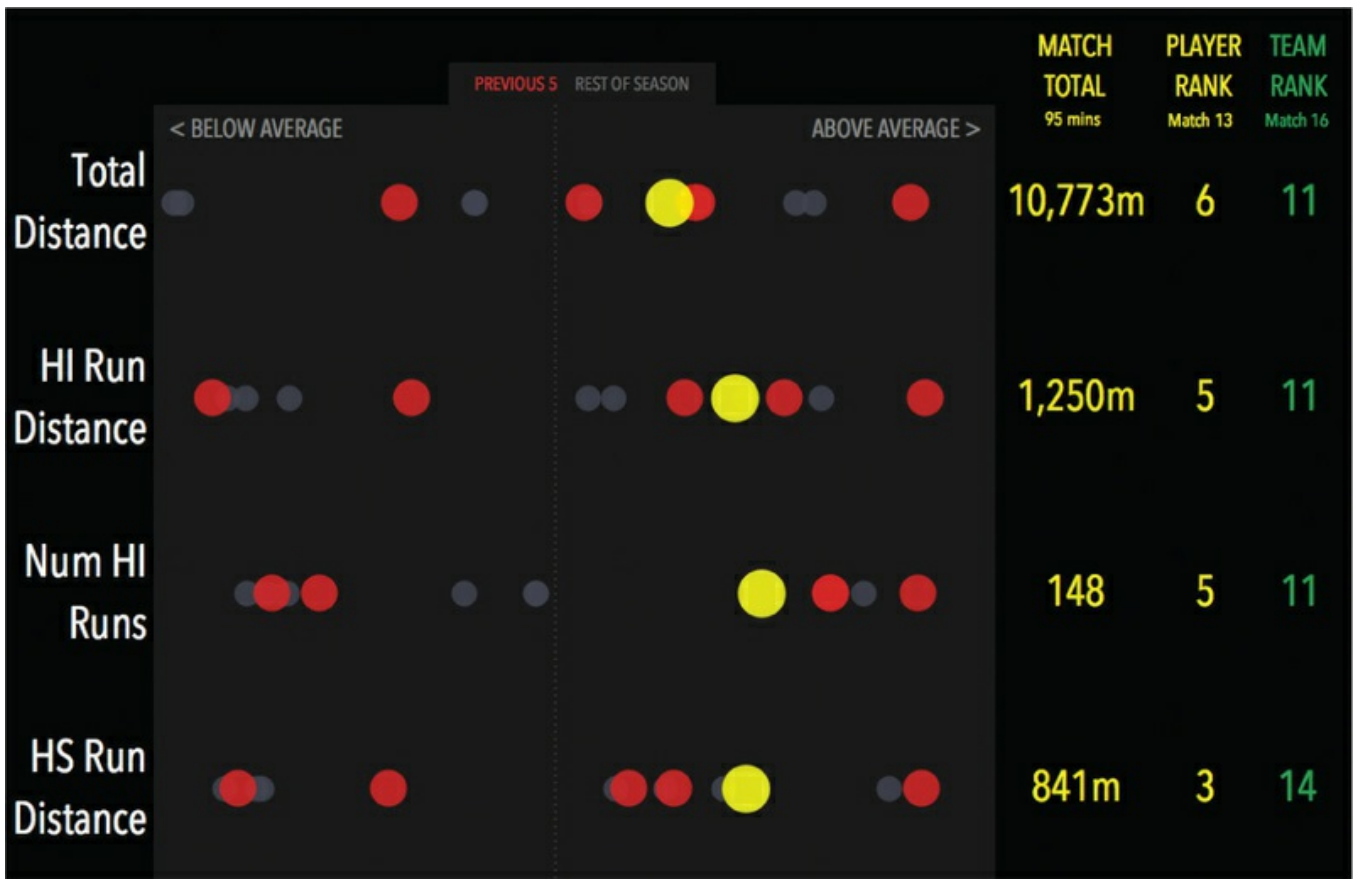 MATCH PLAYER TEAM
TOTAL RANK RANK
95 mins Match 13 Match 16
PREVIOUS 5 REST OF SEASON
< BELOW AVERAGE ABOVE AVERAGE >
Total
Distance
10,773m 6 11
HI Run
Distance
1,250m 5 11
Num HI
Runs
148 5 11
HS Run
Distance
841m 3 14